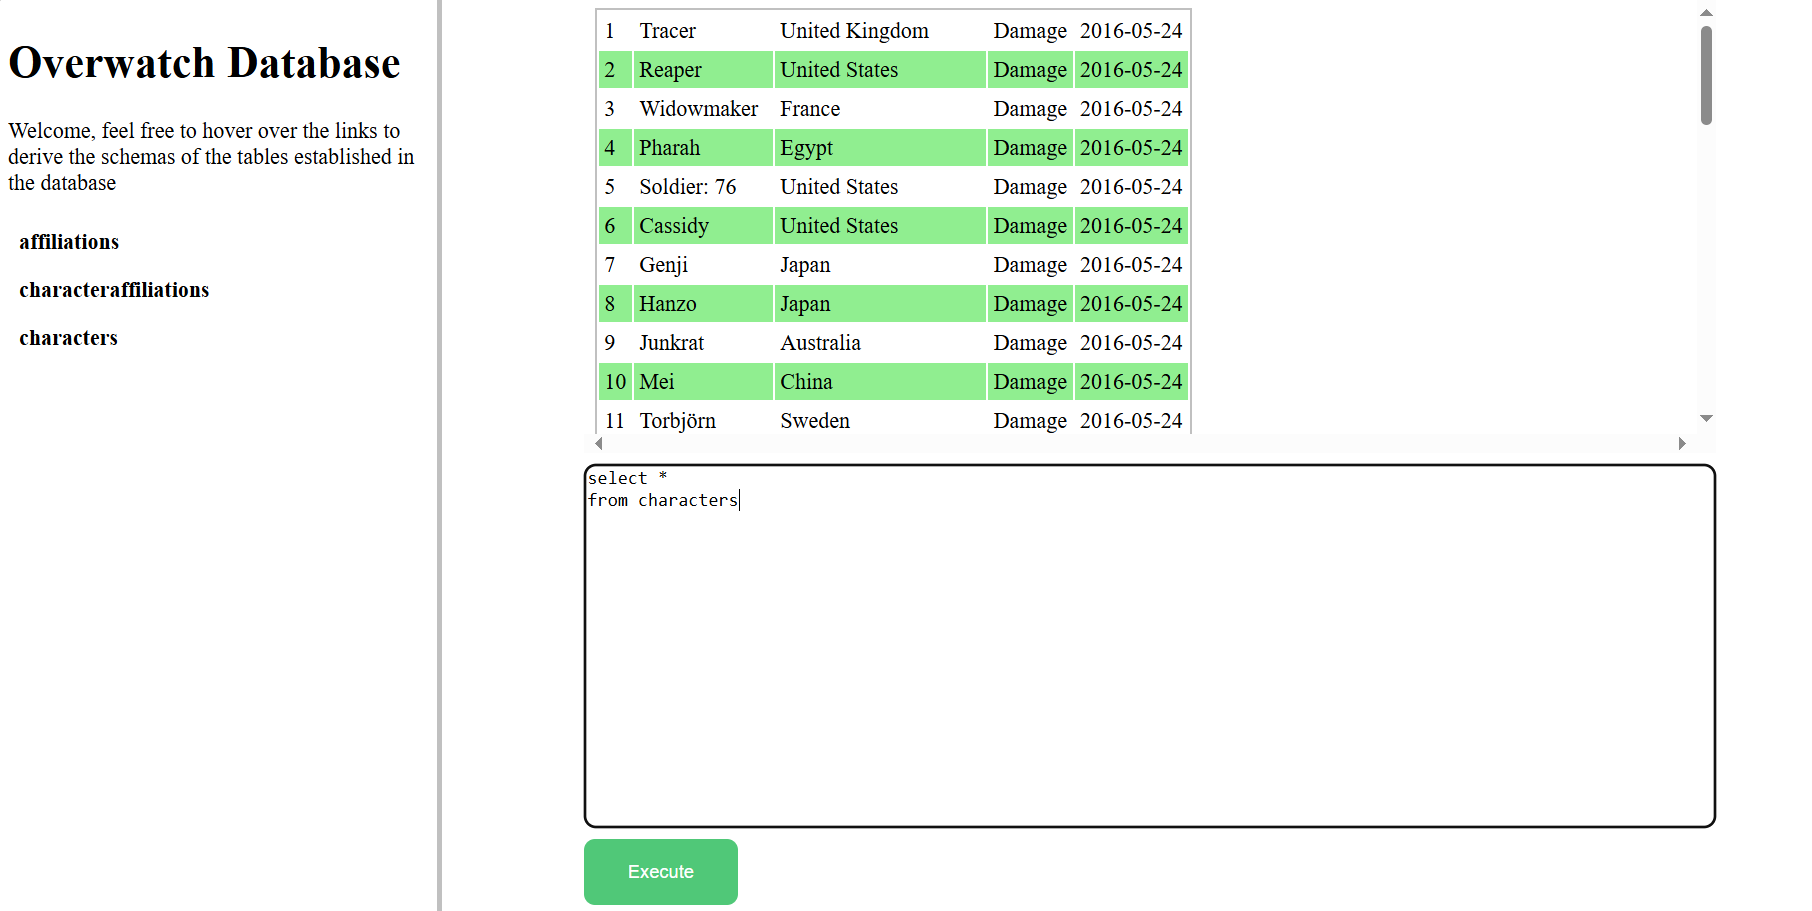 Overwatch Database
Welcome, feel free to hover over the links to
derive the schemas of the tables established in
the database
affiliations
characteraffiliations
characters
1 Tracer United Kingdom Damage 2016-05-24
2 Reaper United States Damage 2016-05-24
3 Widowmaker France Damage 2016-05-24
4 Pharah Egypt Damage 2016-05-24
5 Soldier: 76 United States Damage 2016-05-24
6 Cassidy United States Damage 2016-05-24
7 Genji Japan Damage 2016-05-24
8 Hanzo Japan Damage 2016-05-24
9 Junkrat Australia Damage 2016-05-24
10 Mei China Damage 2016-05-24
11 Torbjörn Sweden Damage 2016-05-24
select *
from characters
Execute